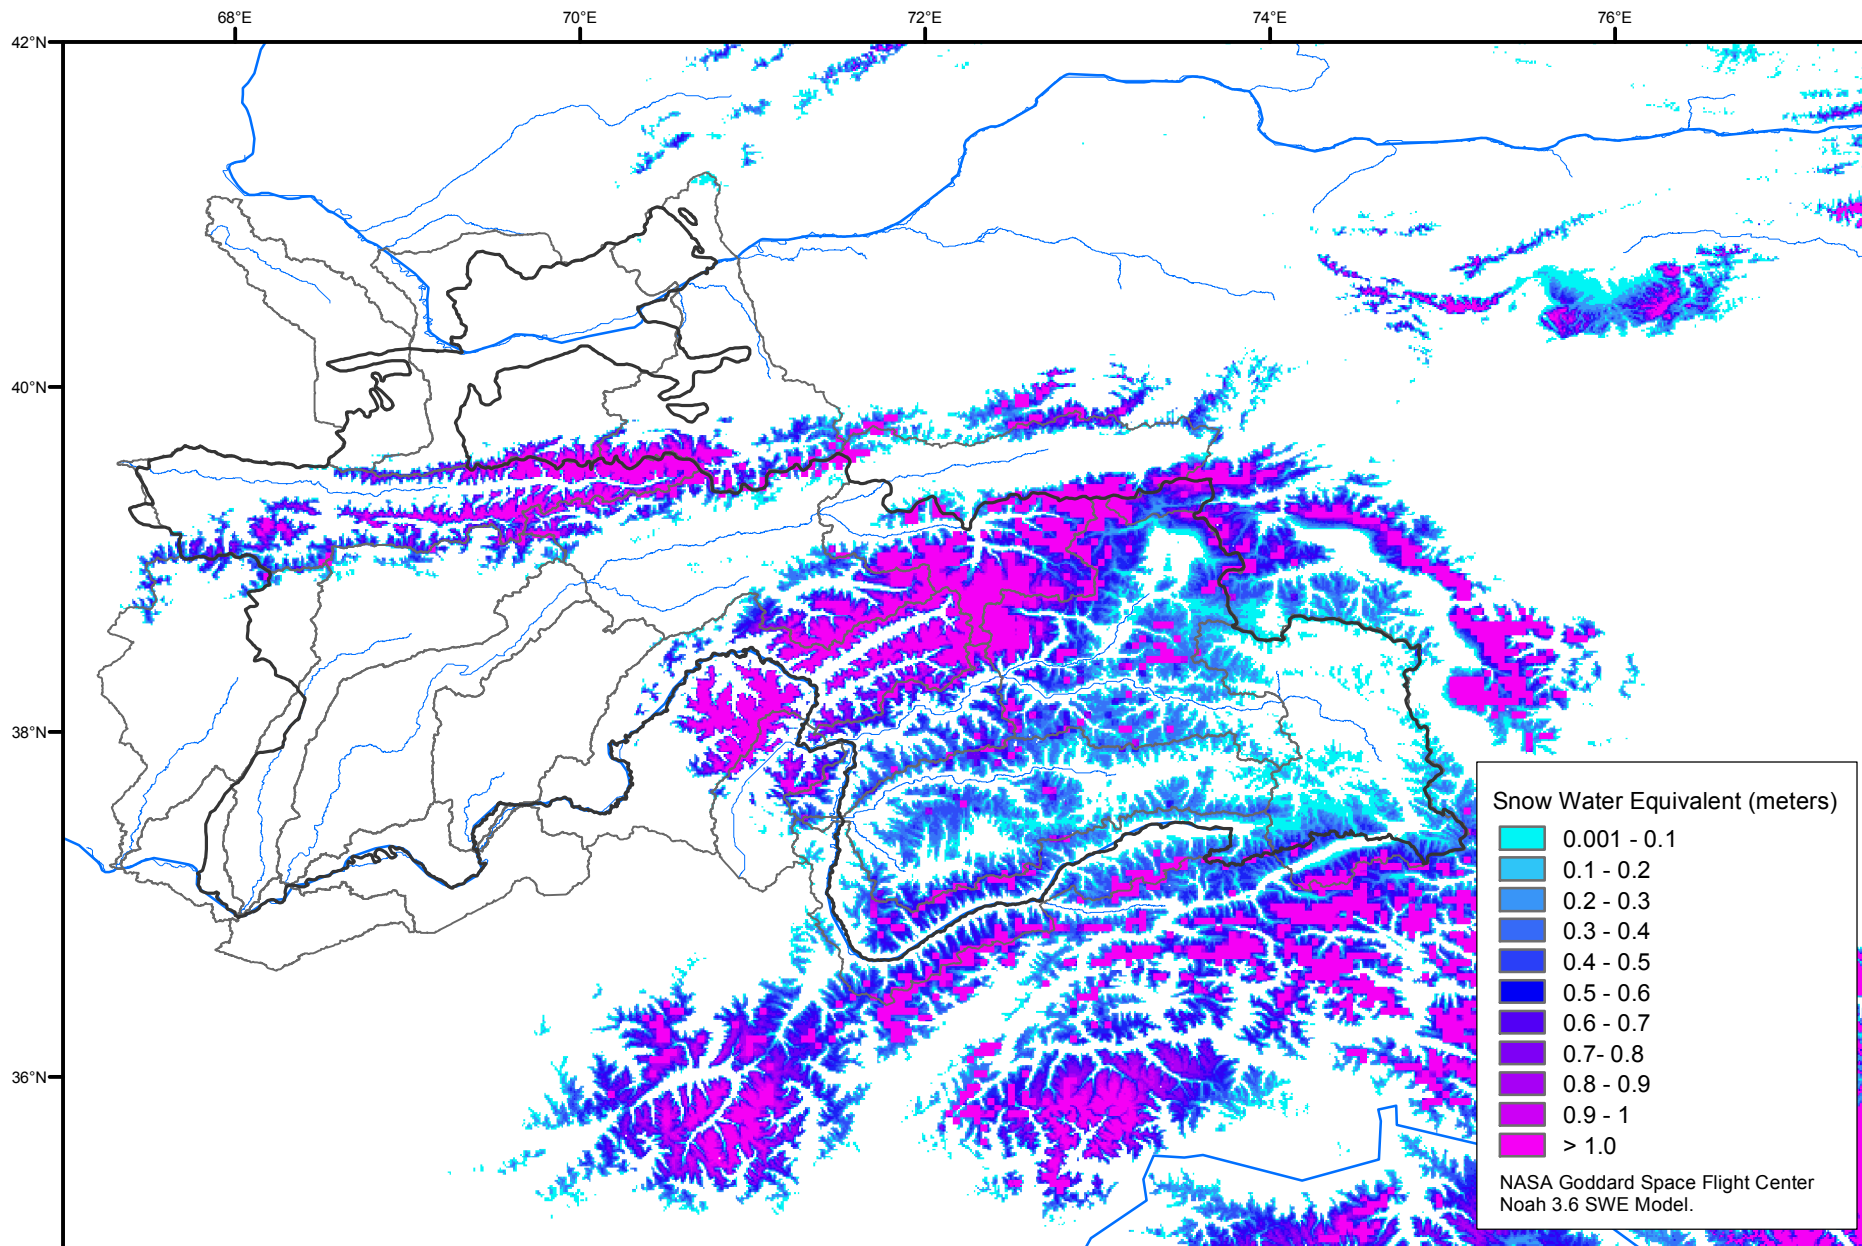 68°E
70°E
72°E
74°E
76°E
42°N
40°N
38°N
36°N
Snow Water Equivalent (meters)
0.001 - 0.1
0.1 - 0.2
0.2 - 0.3
0.3 - 0.4
0.4 - 0.5
0.5 - 0.6
0.6 - 0.7
0.7- 0.8
0.8 - 0.9
0.9 - 1
> 1.0
NASA Goddard Space Flight Center
Noah 3.6 SWE Model.